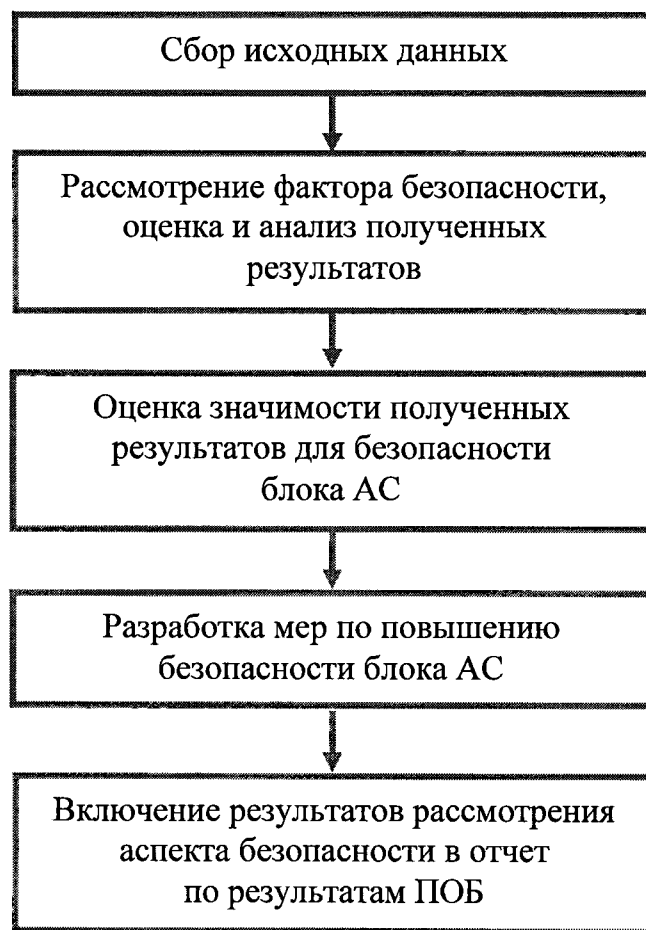 Сбор исходных данных
Рассмотрение фактора безопасности,
оценка и анализ полученных
результатов
Оценка значимости полученных
результатов для безопасности
блока АС
Разработка мер по повышению
безопасности блока АС
Включение результатов рассмотрения
аспекта безопасности в отчет
по результатам ПОБ